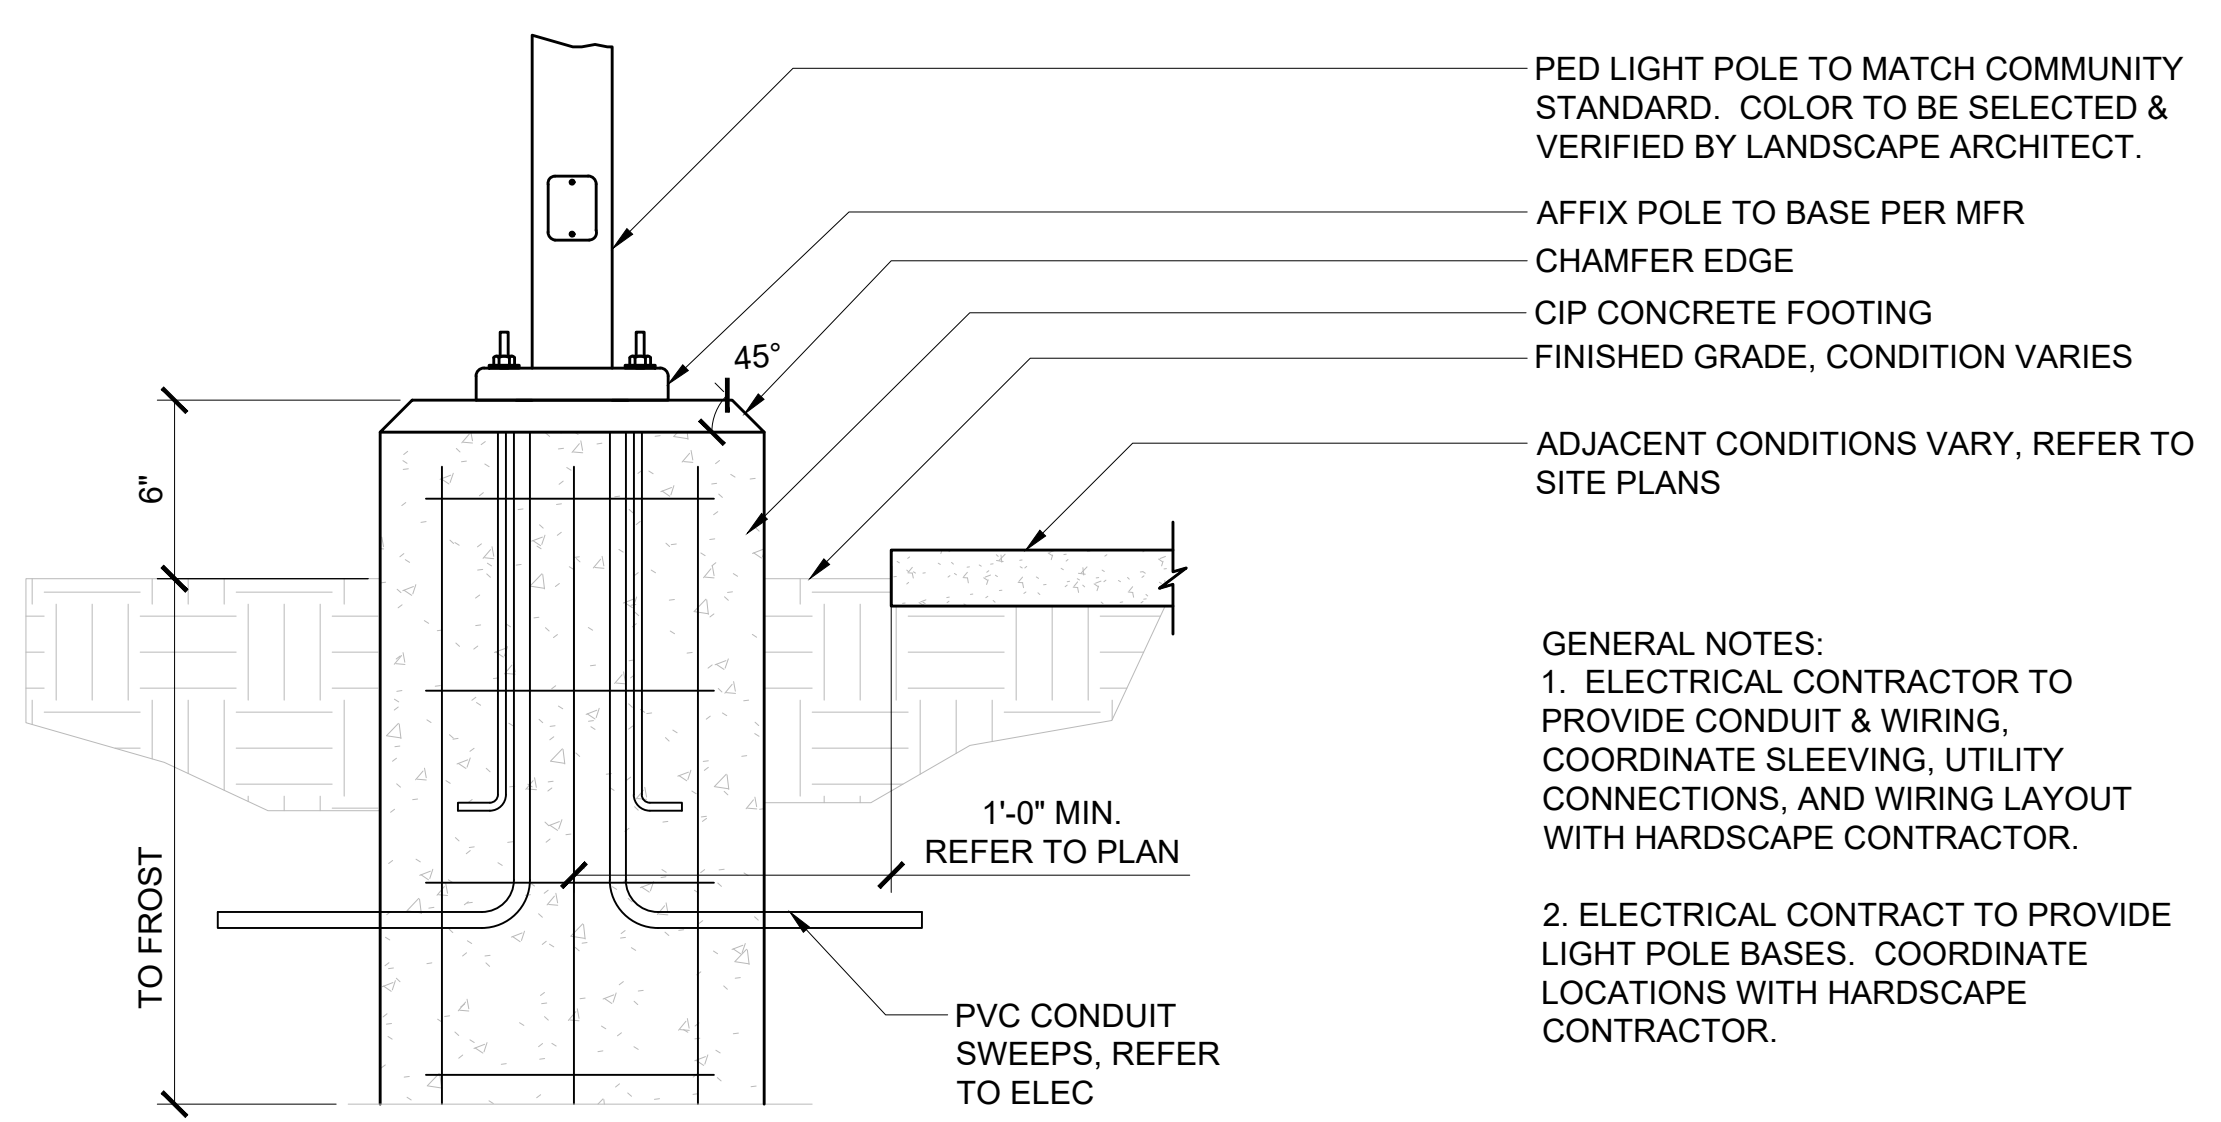 PED LIGHT POLE TO MATCH COMMUNITY
STANDARD.  COLOR TO BE SELECTED &
VERIFIED BY LANDSCAPE ARCHITECT.
AFFIX POLE TO BASE PER MFR
CHAMFER EDGE
CIP CONCRETE FOOTING
FINISHED GRADE, CONDITION VARIES
ADJACENT CONDITIONS VARY, REFER TO
SITE PLANS
45°
6"
TO FROST
1'-0" MIN.
REFER TO PLAN
PVC CONDUIT
SWEEPS, REFER
TO ELEC
GENERAL NOTES:
1.  ELECTRICAL CONTRACTOR TO
PROVIDE CONDUIT & WIRING,
COORDINATE SLEEVING, UTILITY
CONNECTIONS, AND WIRING LAYOUT
WITH HARDSCAPE CONTRACTOR.
2. ELECTRICAL CONTRACT TO PROVIDE
LIGHT POLE BASES.  COORDINATE
LOCATIONS WITH HARDSCAPE
CONTRACTOR.